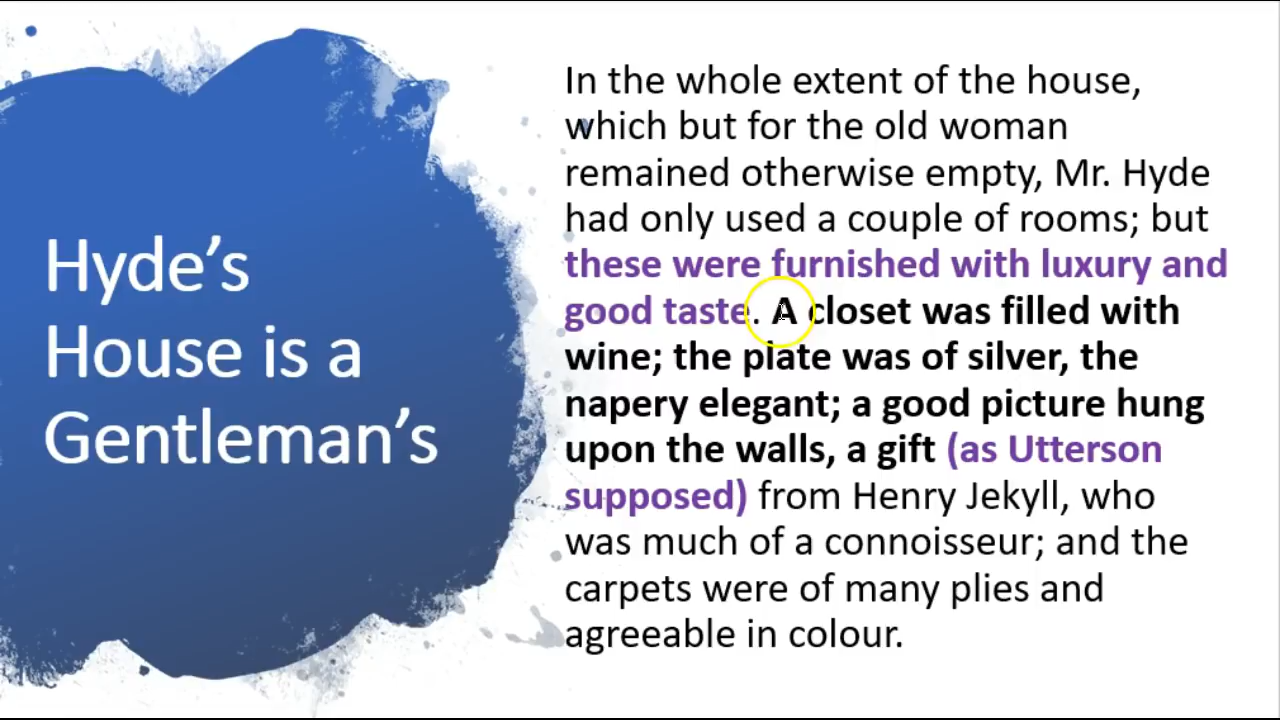 Hyde's
House is a
Gentleman's
In the whole extent of the house,
which but for the old woman
remained otherwise empty, Mr. Hyde
had only used a couple of rooms; but
these were furnished with luxury and
good taste. A closet was filled with
wine; the plate was of silver, the
napery elegant; a good picture hung
upon the walls, a gift (as Utterson
supposed) from Henry Jekyll, who
was much of a connoisseur; and the
carpets were of many plies and
agreeable in colour.